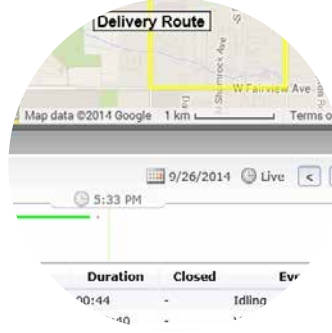 Delivery Route
Shamrock Ave
W Fairview Ave
Map data ©2014 Google 1 km Terms o
9/26/2014 Live <
5:33 PM
Duration Closed Eve
00:44 - Idling